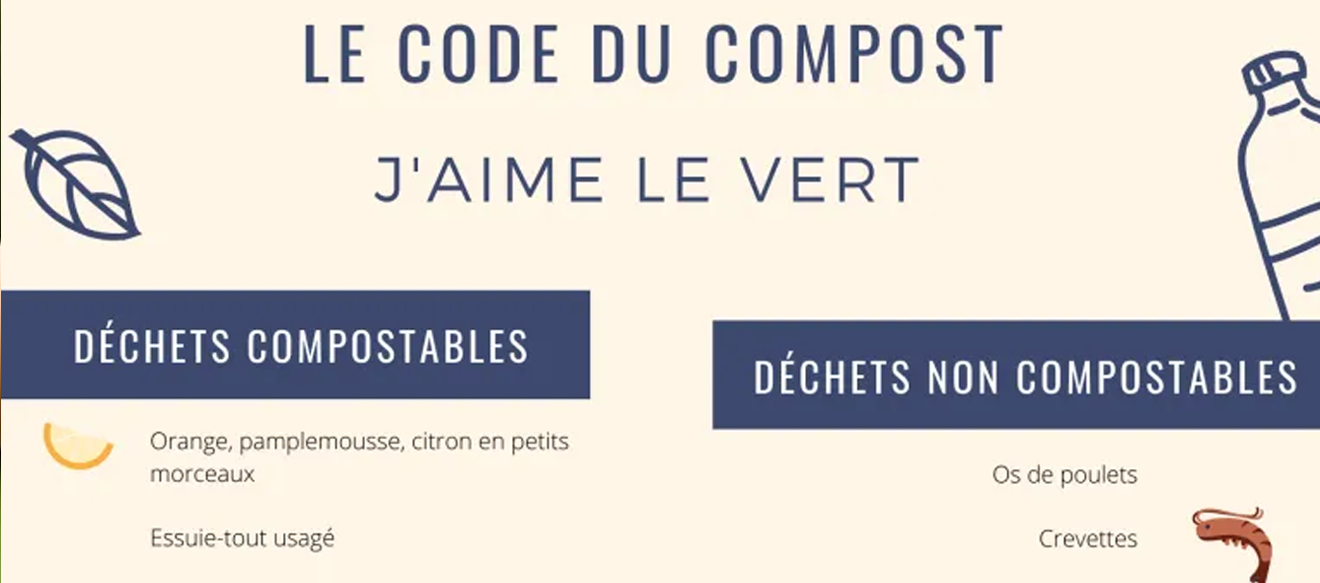 LE CODE DU COMPOST
J'AIME LE VERT
DÉCHETS COMPOSTABLES
Orange, pamplemousse, citron en petits
morceaux
Essuie-tout usagé
DÉCHETS NON COMPOSTABLES
Os de poulets
Crevettes